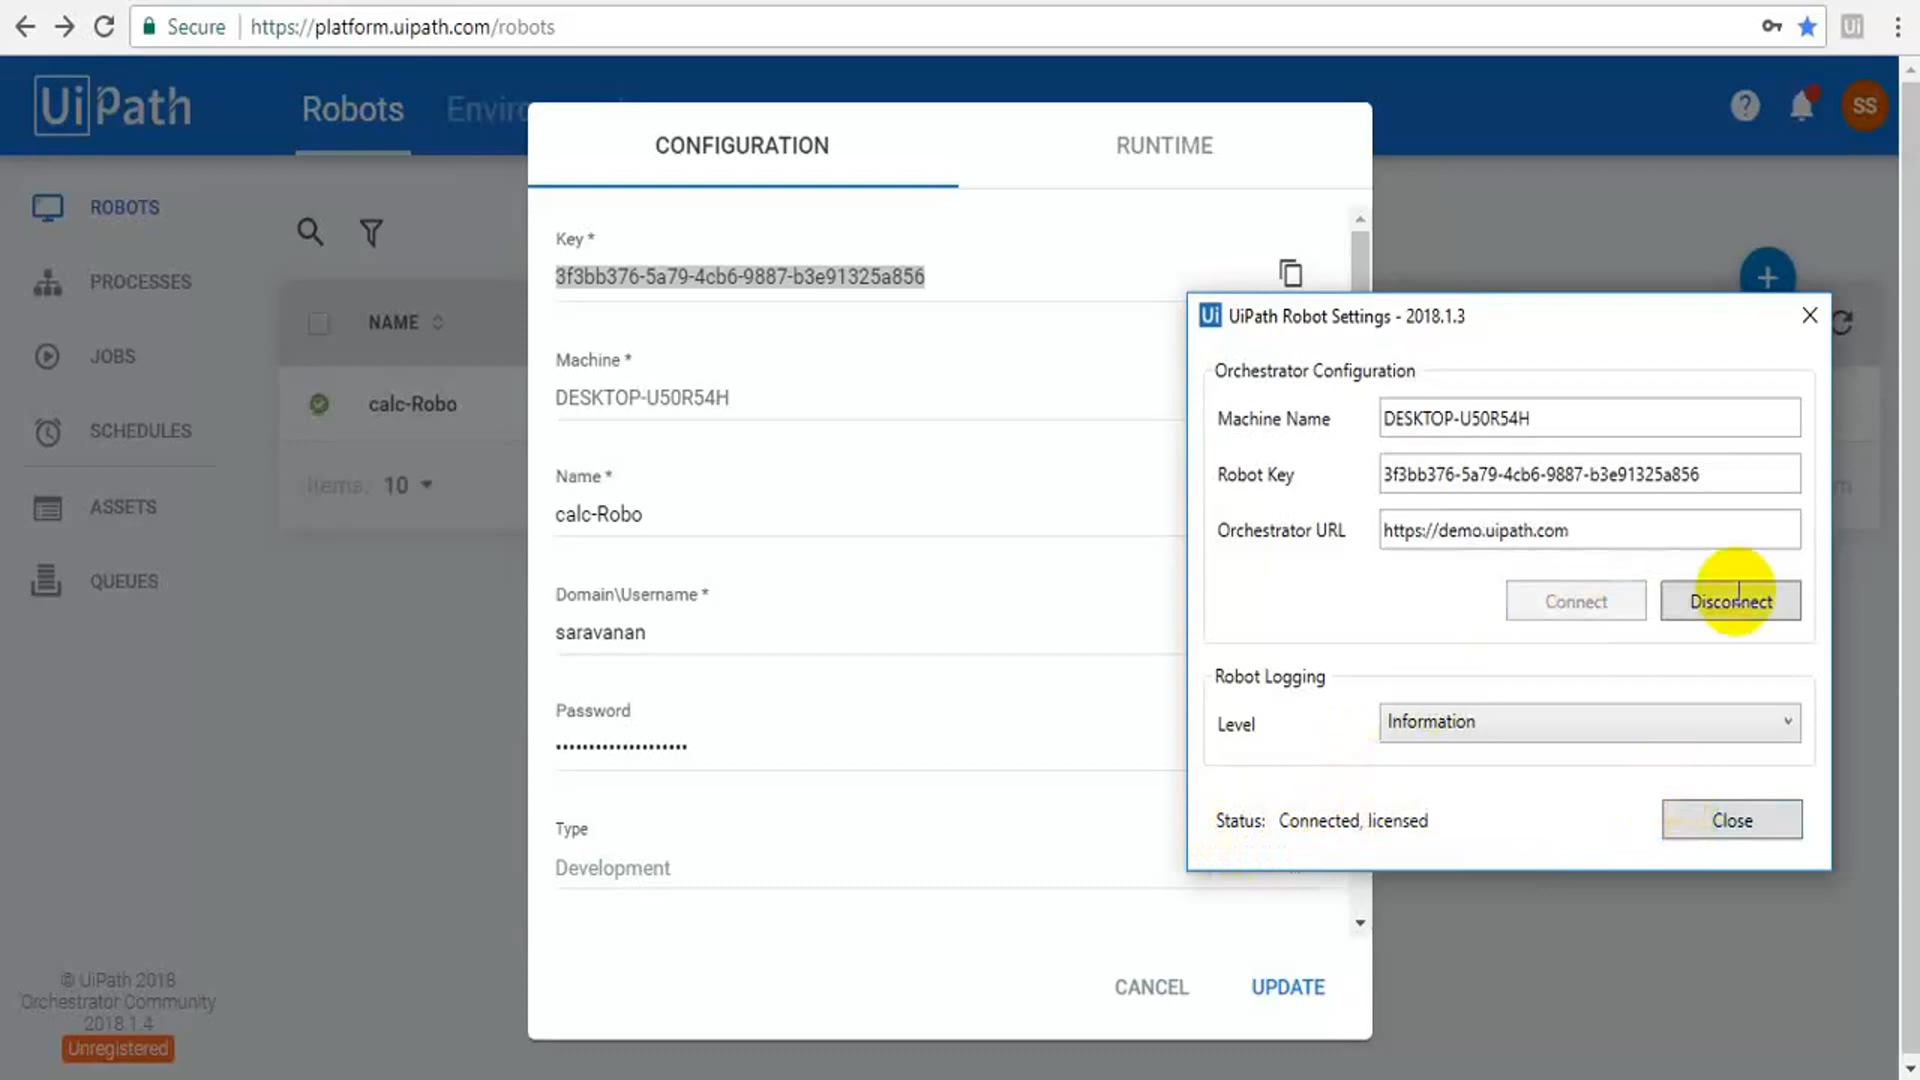 Secure https://platform.uipath.com/robots Ui
UiPath Robots SS
CONFIGURATION RUNTIME
ROBOTS
PROCESSES
JOBS
SCHEDULES
ASSETS
QUEUES
NAME
calc-Robo
Items: 10
Key *
3f3bb376-5a79-4cb6-9887-b3e91325a856
Machine *
DESKTOP-U50R54H
Name *
calc-Robo
Domain\Username *
saravanan
Password
Type
Development
CANCEL UPDATE
Ui UiPath Robot Settings - 2018.1.3
Orchestrator Configuration
Machine Name DESKTOP-U50R54H
Robot Key 3f3bb376-5a79-4cb6-9887-b3e91325a856
Orchestrator URL https://demo.uipath.com
Connect Disconnect
Robot Logging
Level Information
Status: Connected, licensed Close
© UiPath 2018
Orchestrator Community
2018.1.4
Unregistered